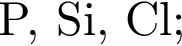 P, Si, Cl;